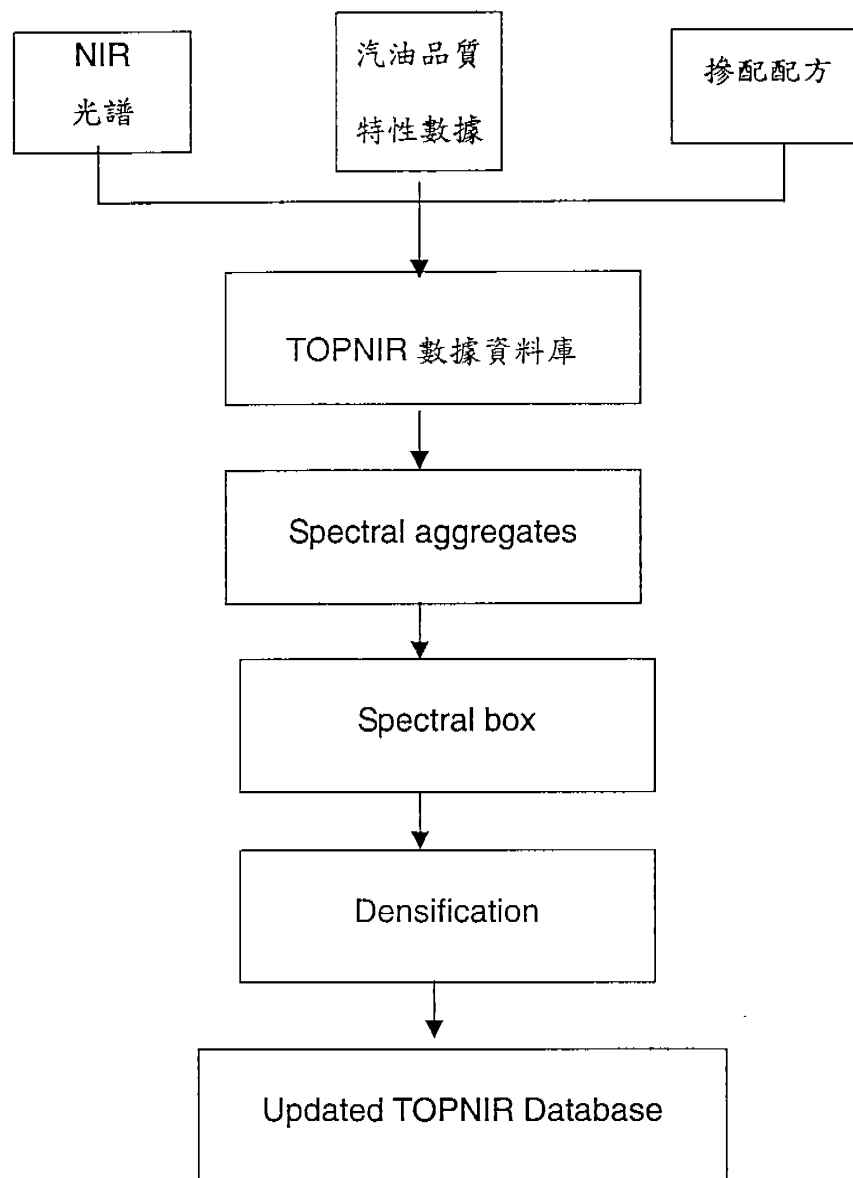 NIR
光譜
汽油品質
特性數據
摻配配方
TOPNIR 數據資料庫
Spectral aggregates
Spectral box
Densification
Updated TOPNIR Database